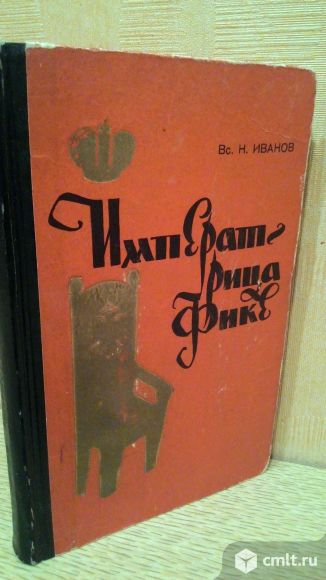 Вс. Н. ИВАНОВ
Императ-
рица
Фике
cmlt.ru